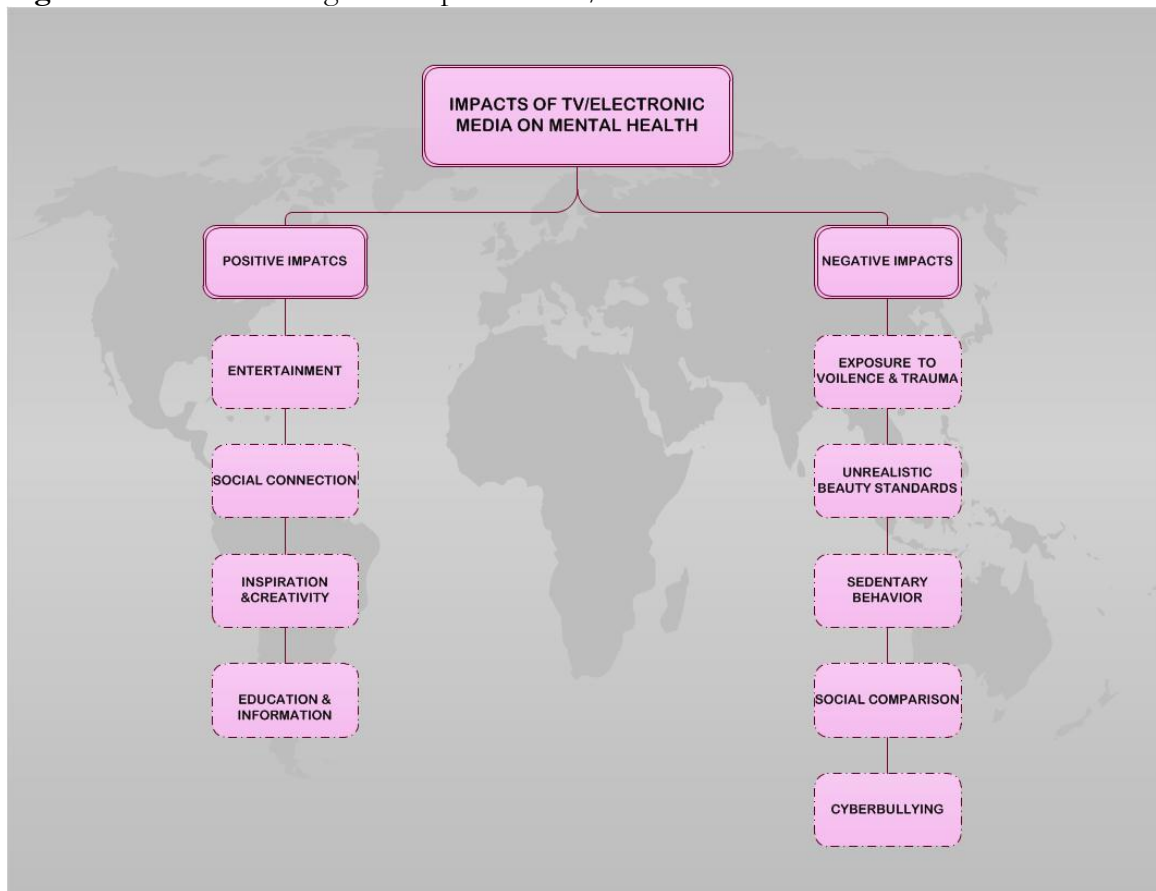 IMPACTS OF TV/ELECTRONIC
MEDIA ON MENTAL HEALTH
POSITIVE IMPATCS
ENTERTAINMENT
SOCIAL CONNECTION
INSPIRATION
&CREATIVITY
EDUCATION &
INFORMATION
NEGATIVE IMPACTS
EXPOSURE TO
VOILENCE & TRAUMA
UNREALISTIC
BEAUTY STANDARDS
SEDENTARY
BEHAVIOR
SOCIAL COMPARISON
CYBERBULLYING